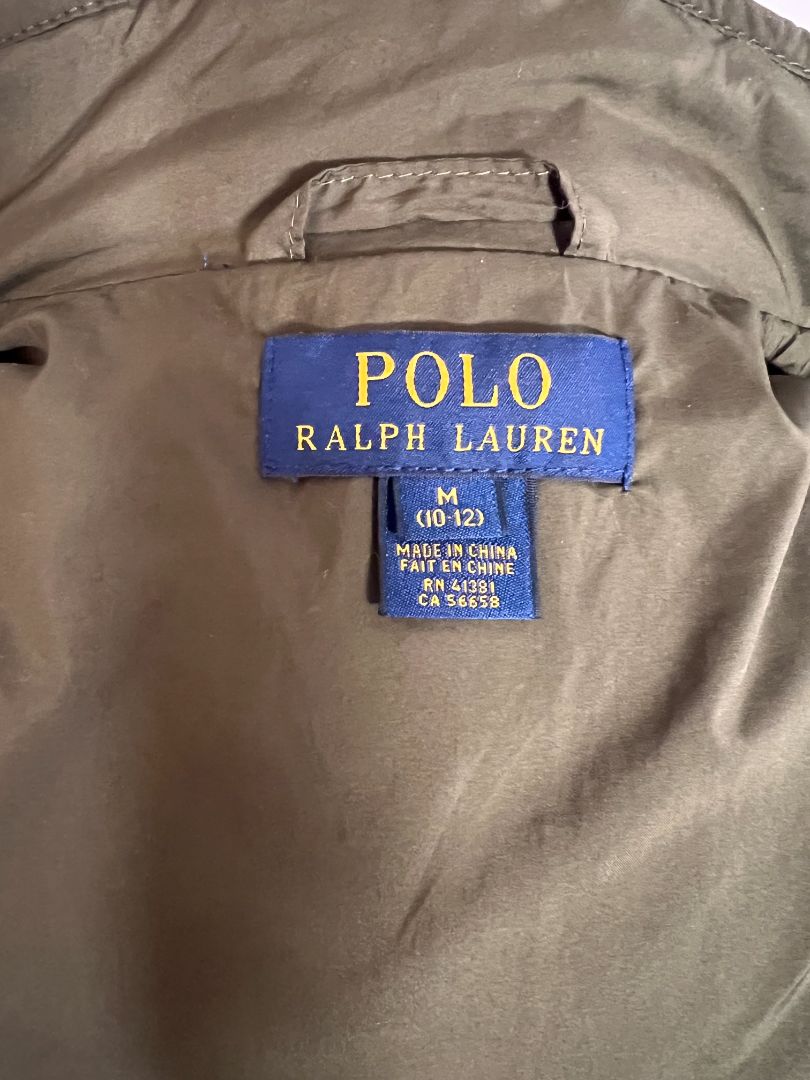 POLO
RALPH LAUREN
M
(10-12)
MADE IN CHINA
FAIT EN CHINE
RN 41381
CA 56658